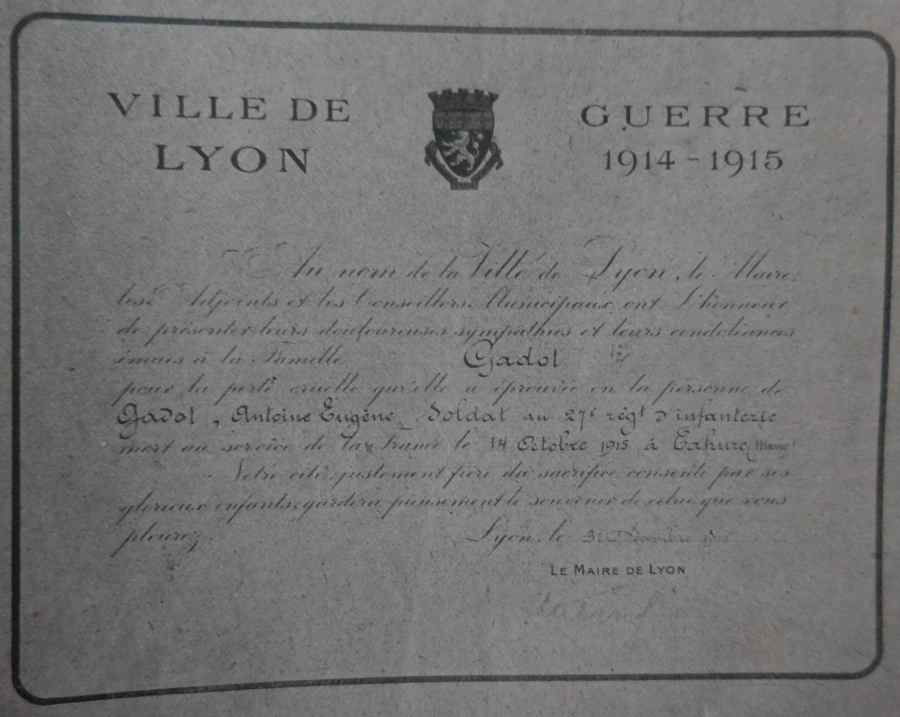 VILLE DE
LYON
GUERRE
1914-1915
Au nom de la Ville de Lyon, le Maire,
les Adjoints et les Conseillers Municipaux ont l'honneur
de présenter leurs douloureuses sympathies et leurs condoléances
émues à la Famille Gadot
pour la perte cruelle qu'elle a éprouvée en la personne de
Gadot, Antoine Eugène, Soldat au 27e régt d'infanterie
mort au service de la France le 14 Octobre 1915 à Tahure (Marne)
Notre cité, justement fière du sacrifice consenti par ses
glorieux enfants, gardera pieusement le souvenir de celui que vous
pleurez.
Lyon, le
LE MAIRE DE LYON